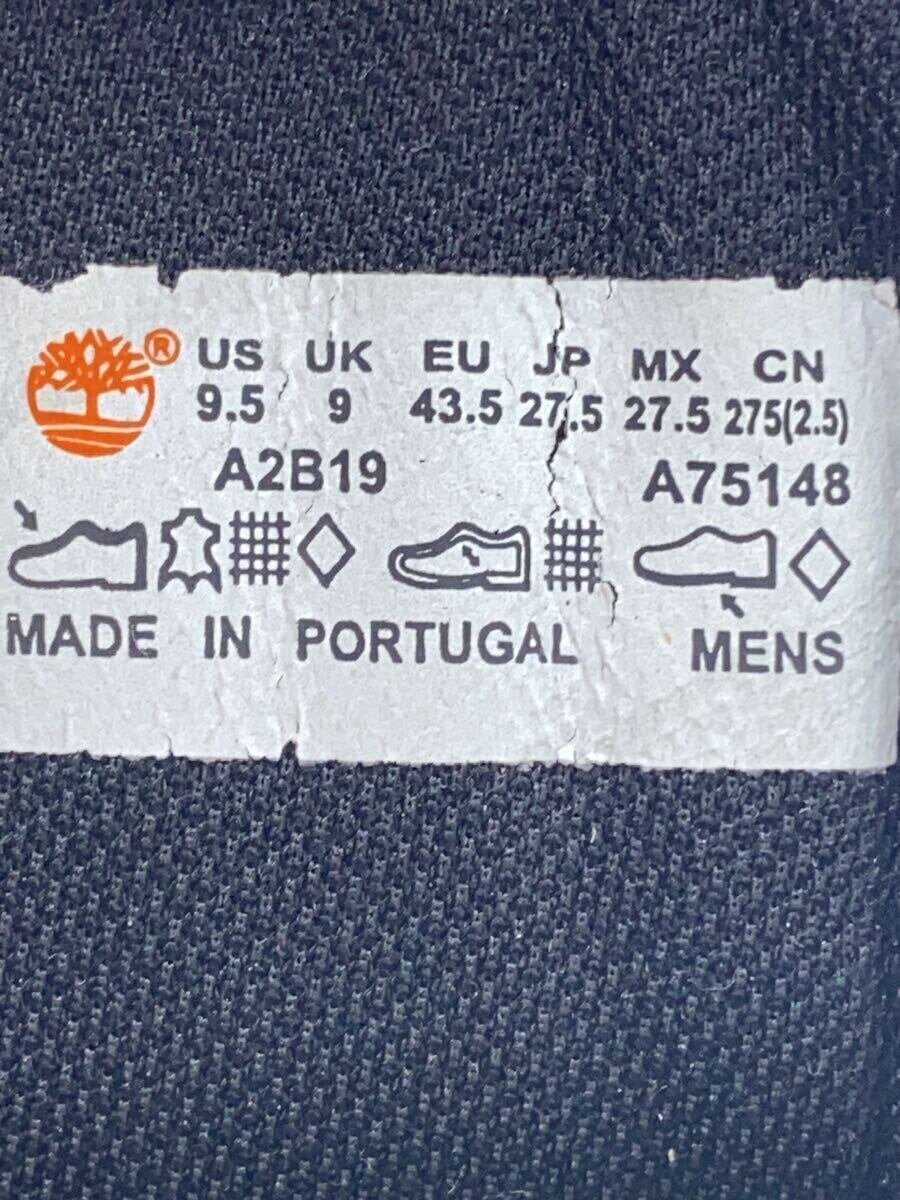 ® US UK EU JP MX CN
9.5 9 43.5 27.5 27.5 275(2.5)
A2B19 A75148
MADE IN PORTUGAL MENS